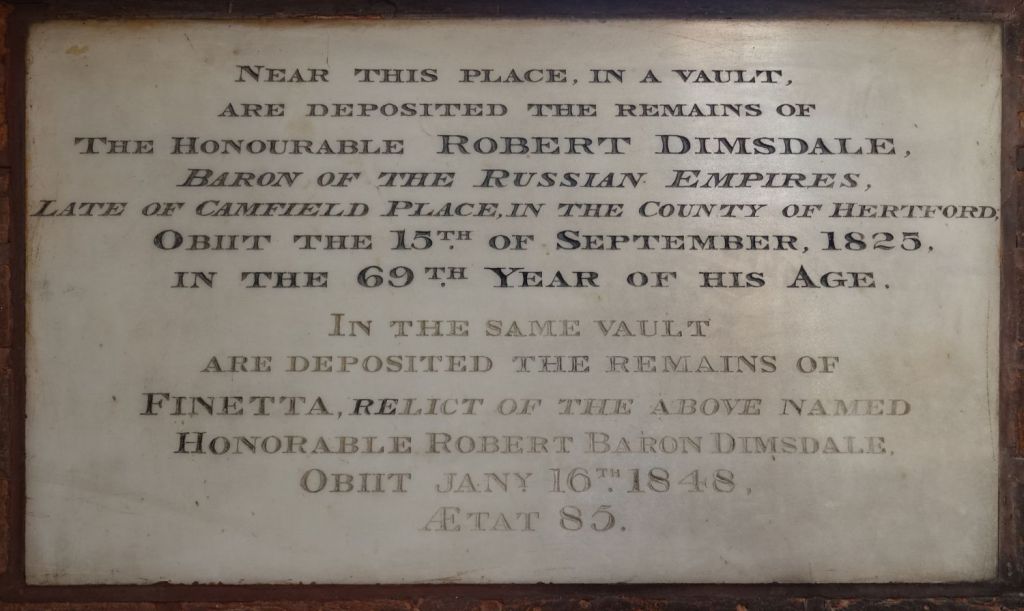 Near this place, in a vault,
are deposited the remains of
The Honourable Robert Dimsdale,
Baron of the Russian Empires,
Late of Camfield Place, in the County of Hertford,
Obiit the 15th of September, 1825,
in the 69th Year of his Age.
In the same vault
are deposited the remains of
Finetta, relict of the above named
Honorable Robert Baron Dimsdale,
Obiit Jany 16th 1848,
Ætat 85.